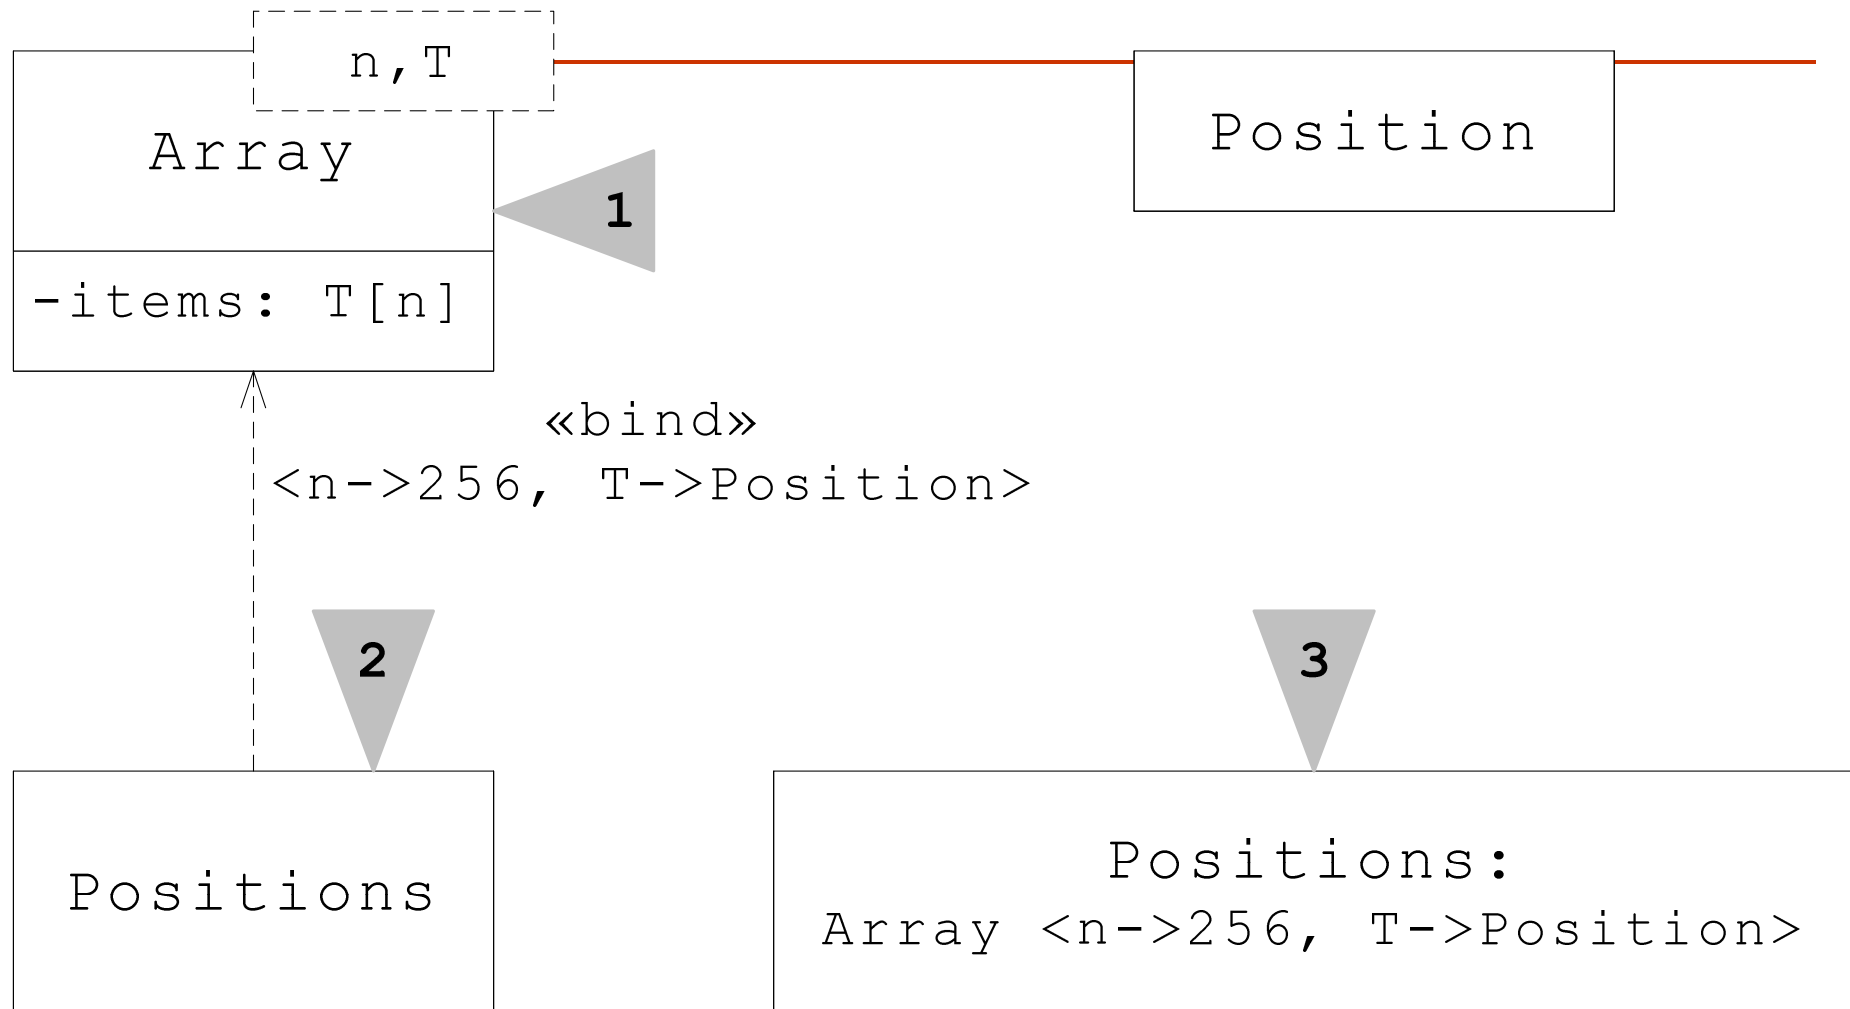 n,T
Array
-items: T[n]
Position
1
«bind»
<n->256, T->Position>
2
3
Positions
Positions:
Array <n->256, T->Position>